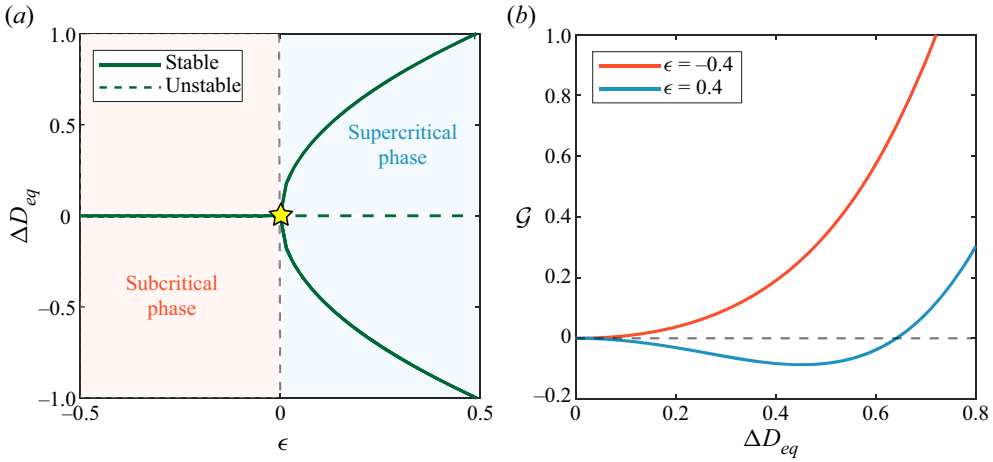 (a)
1.0
0.5
0
−0.5
−1.0
ΔD_eq
Stable
Unstable
Supercritical
phase
Subcritical
phase
−0.5
0
0.5
ϵ
(b)
1.0
0.8
0.6
0.4
0.2
0
−0.2
𝒢
ϵ = −0.4
ϵ = 0.4
0
0.2
0.4
0.6
0.8
ΔD_eq